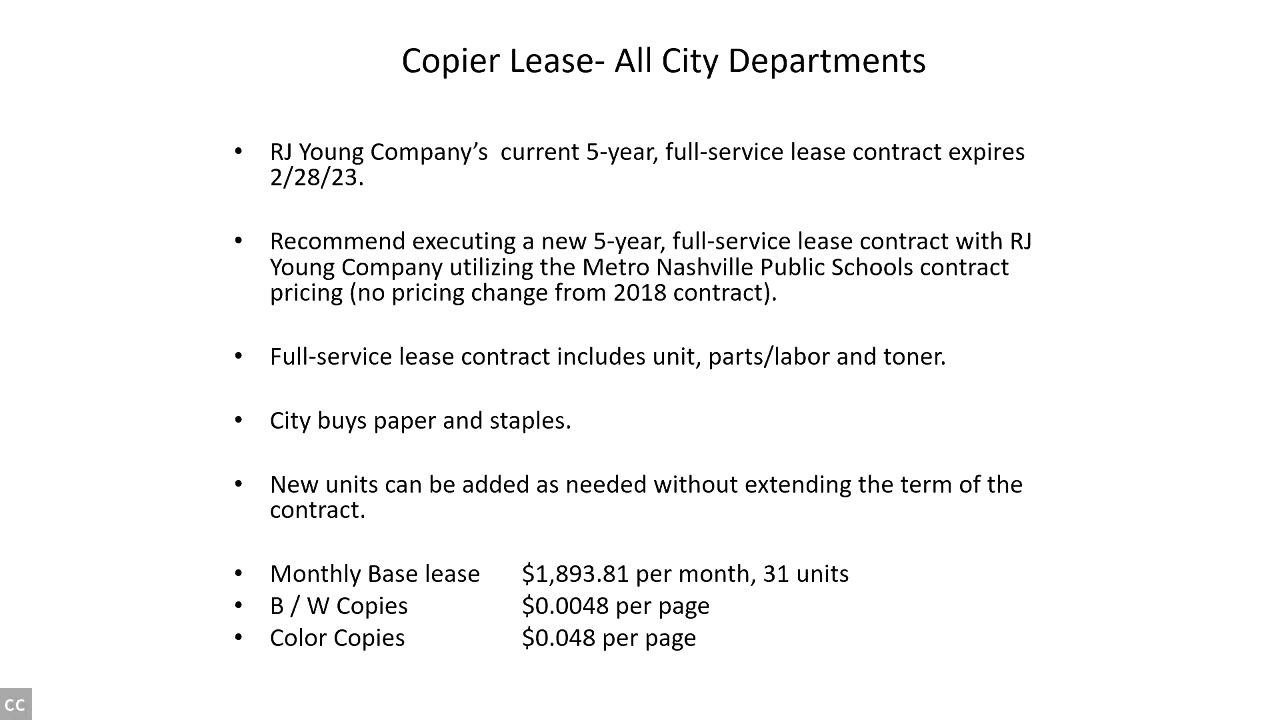 Copier Lease- All City Departments
• RJ Young Company’s  current 5-year, full-service lease contract expires
2/28/23.
• Recommend executing a new 5-year, full-service lease contract with RJ
Young Company utilizing the Metro Nashville Public Schools contract
pricing (no pricing change from 2018 contract).
• Full-service lease contract includes unit, parts/labor and toner.
• City buys paper and staples.
• New units can be added as needed without extending the term of the
contract.
• Monthly Base lease $1,893.81 per month, 31 units
• B / W Copies $0.0048 per page
• Color Copies $0.048 per page
CC